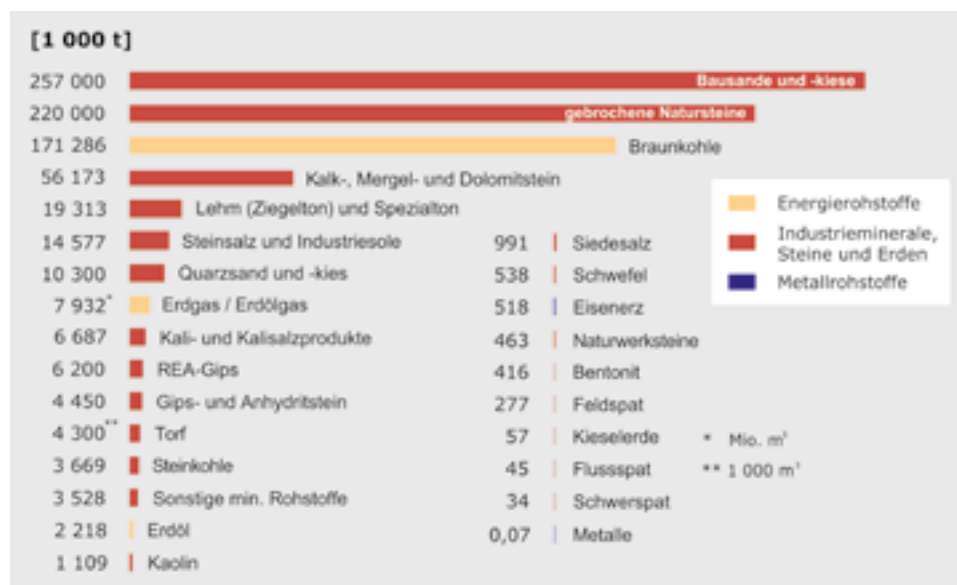 [1 000 t]
257 000 Bausande und -kiese
220 000 gebrochene Natursteine
171 286 Braunkohle
56 173 Kalk-, Mergel- und Dolomitstein
19 313 Lehm (Ziegelton) und Spezialton
14 577 Steinsalz und Industriesole
10 300 Quarzsand und -kies
7 932* Erdgas / Erdölgas
6 687 Kali- und Kalisalzprodukte
6 200 REA-Gips
4 450 Gips- und Anhydritstein
4 300** Torf
3 669 Steinkohle
3 528 Sonstige min. Rohstoffe
2 218 Erdöl
1 109 Kaolin
991 Siedesalz
538 Schwefel
518 Eisenerz
463 Naturwerksteine
416 Bentonit
277 Feldspat
57 Kieselerde
45 Flussspat
34 Schwerspat
0,07 Metalle
Energierohstoffe
Industrieminerale,
Steine und Erden
Metallrohstoffe
* Mio. m³
** 1 000 m³